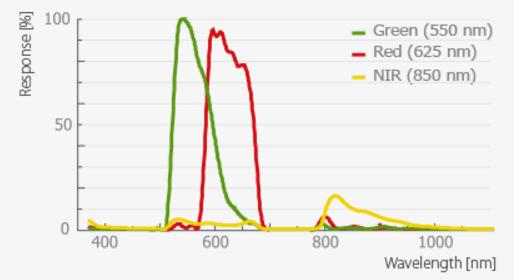 Response [%]
100
50
0
Green (550 nm)
Red (625 nm)
NIR (850 nm)
400 600 800 1000
Wavelength [nm]